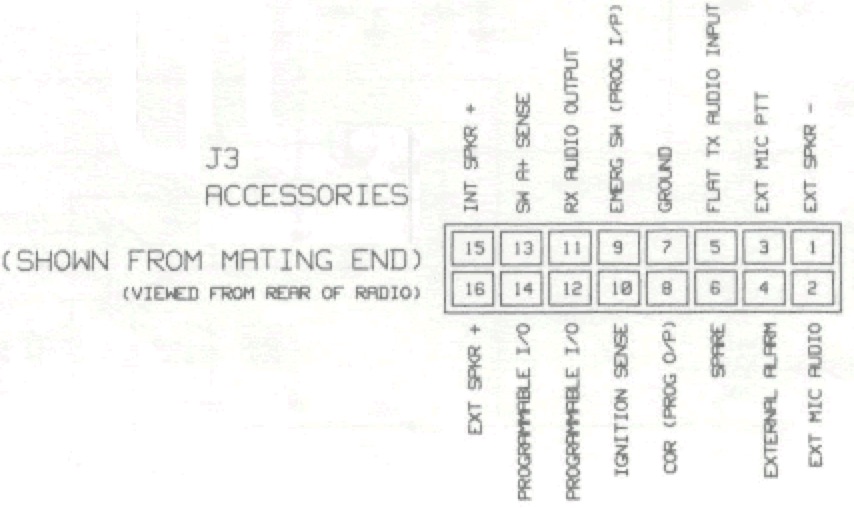 INT SPKR +
SW A+ SENSE
RX AUDIO OUTPUT
EMERG SW (PROG I/P)
GROUND
FLAT TX AUDIO INPUT
EXT MIC PTT
EXT SPKR -
J3
ACCESSORIES
(SHOWN FROM MATING END)
(VIEWED FROM REAR OF RADIO)
15 13 11 9 7 5 3 1
16 14 12 10 8 6 4 2
EXT SPKR +
PROGRAMMABLE I/O
PROGRAMMABLE I/O
IGNITION SENSE
COR (PROG O/P)
SPARE
EXTERNAL ALARM
EXT MIC AUDIO